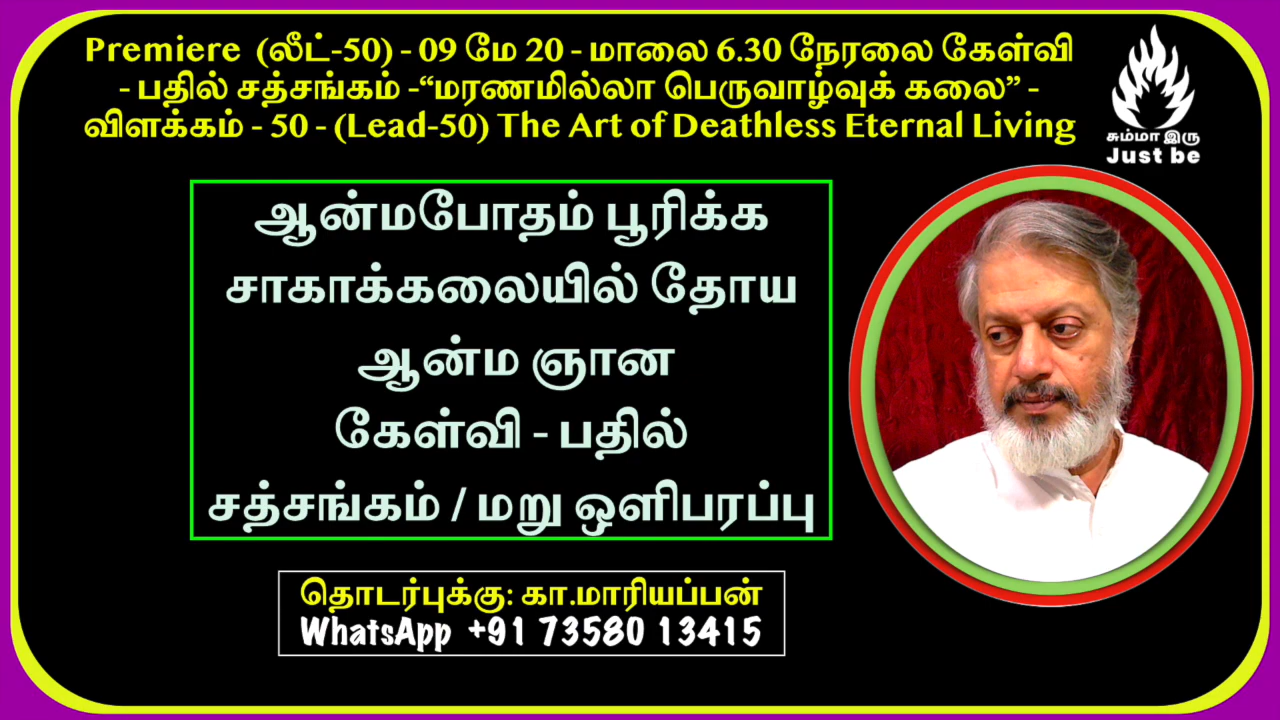 Premiere (லீட்-50) - 09 மே 20 - மாலை 6.30 நேரலை கேள்வி
- பதில் சத்சங்கம் -“மரணமில்லா பெருவாழ்வுக் கலை” -
விளக்கம் - 50 - (Lead-50) The Art of Deathless Eternal Living
சும்மா இரு
Just be
ஆன்மபோதம் பூரிக்க
சாகாக்கலையில் தோய
ஆன்ம ஞான
கேள்வி - பதில்
சத்சங்கம் / மறு ஒளிபரப்பு
தொடர்புக்கு: கா.மாரியப்பன்
WhatsApp +91 73580 13415